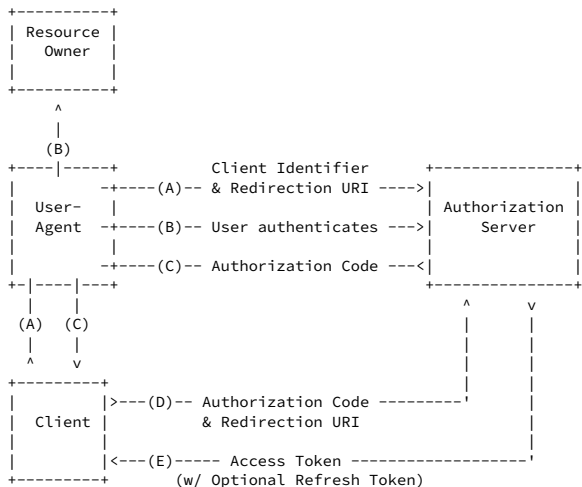 Resource
Owner
(B)
Client Identifier
(A)-- & Redirection URI
User-
Agent
Authorization
Server
(B)-- User authenticates
(C)-- Authorization Code
(A) (C)
Client
(D)-- Authorization Code
& Redirection URI
(E)----- Access Token
(w/ Optional Refresh Token)